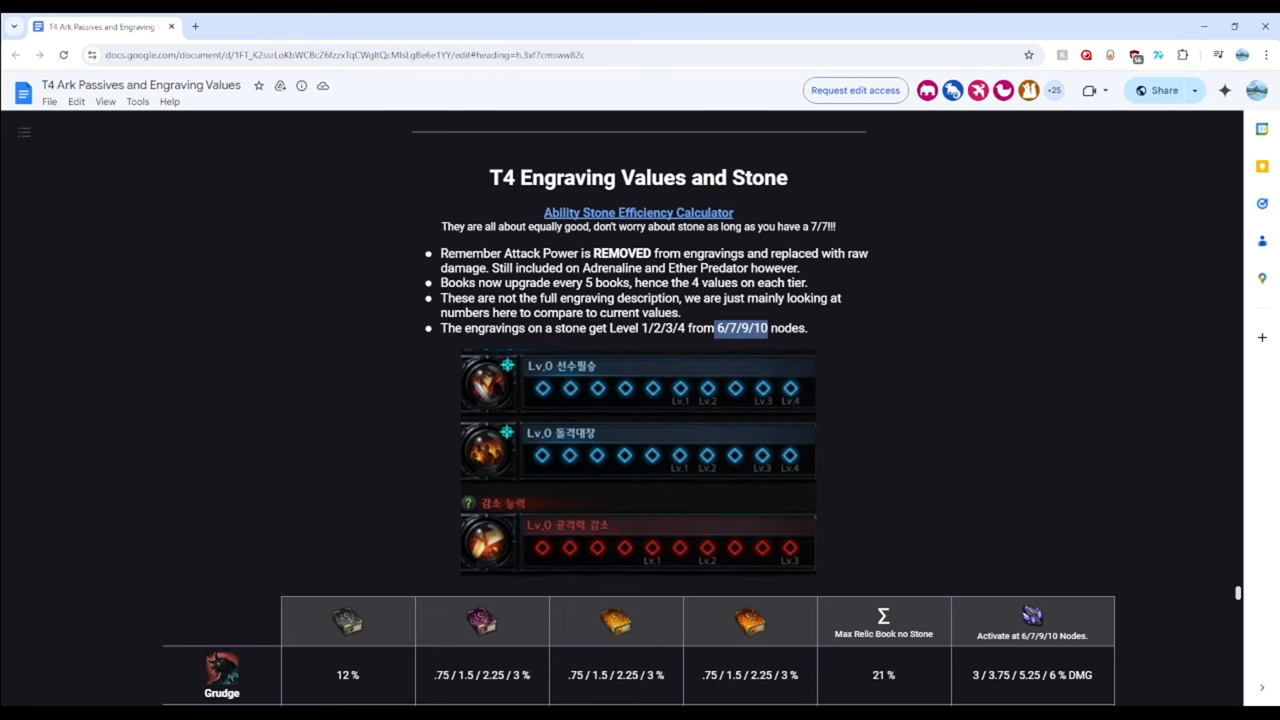 T4 Ark Passives and Engraving
docs.google.com/document/d/1FT_K2ssrLoKbWCBcZ6fzzxTqCWgItQcMIsLgBe6e1YY/edit#heading=h.3xf7cmsww82c
T4 Ark Passives and Engraving Values
File Edit View Tools Help
Request edit access
+25
Share
T4 Engraving Values and Stone
Ability Stone Efficiency Calculator
They are all about equally good, don't worry about stone as long as you have a 7/7!!!
● Remember Attack Power is REMOVED from engravings and replaced with raw
damage. Still included on Adrenaline and Ether Predator however.
● Books now upgrade every 5 books, hence the 4 values on each tier.
● These are not the full engraving description, we are just mainly looking at
numbers here to compare to current values.
● The engravings on a stone get Level 1/2/3/4 from 6/7/9/10 nodes.
Lv.0 선수필승
Lv.1 Lv.2 Lv.3 Lv.4
Lv.0 돌격대장
Lv.1 Lv.2 Lv.3 Lv.4
? 감소 능력
Lv.0 공격력 감소
Lv.1 Lv.2 Lv.3
Σ
Max Relic Book no Stone
Activate at 6/7/9/10 Nodes.
Grudge
12 %
.75 / 1.5 / 2.25 / 3 %
.75 / 1.5 / 2.25 / 3 %
.75 / 1.5 / 2.25 / 3 %
21 %
3 / 3.75 / 5.25 / 6 % DMG